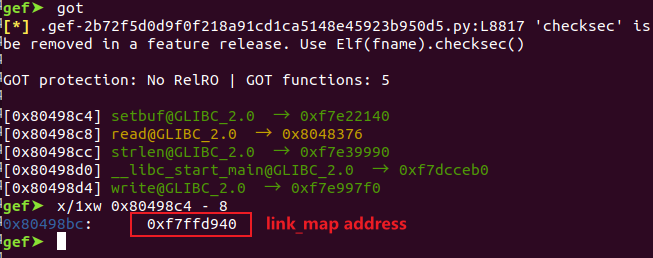 gef➤ got
[*] .gef-2b72f5d0d9f0f218a91cd1ca5148e45923b950d5.py:L8817 'checksec' is
be removed in a feature release. Use Elf(fname).checksec()
GOT protection: No RelRO | GOT functions: 5
[0x80498c4] setbuf@GLIBC_2.0 → 0xf7e22140
[0x80498c8] read@GLIBC_2.0 → 0x8048376
[0x80498cc] strlen@GLIBC_2.0 → 0xf7e39990
[0x80498d0] __libc_start_main@GLIBC_2.0 → 0xf7dcceb0
[0x80498d4] write@GLIBC_2.0 → 0xf7e997f0
gef➤ x/1xw 0x80498c4 - 8
0x80498bc: 0xf7ffd940 link_map address
gef➤